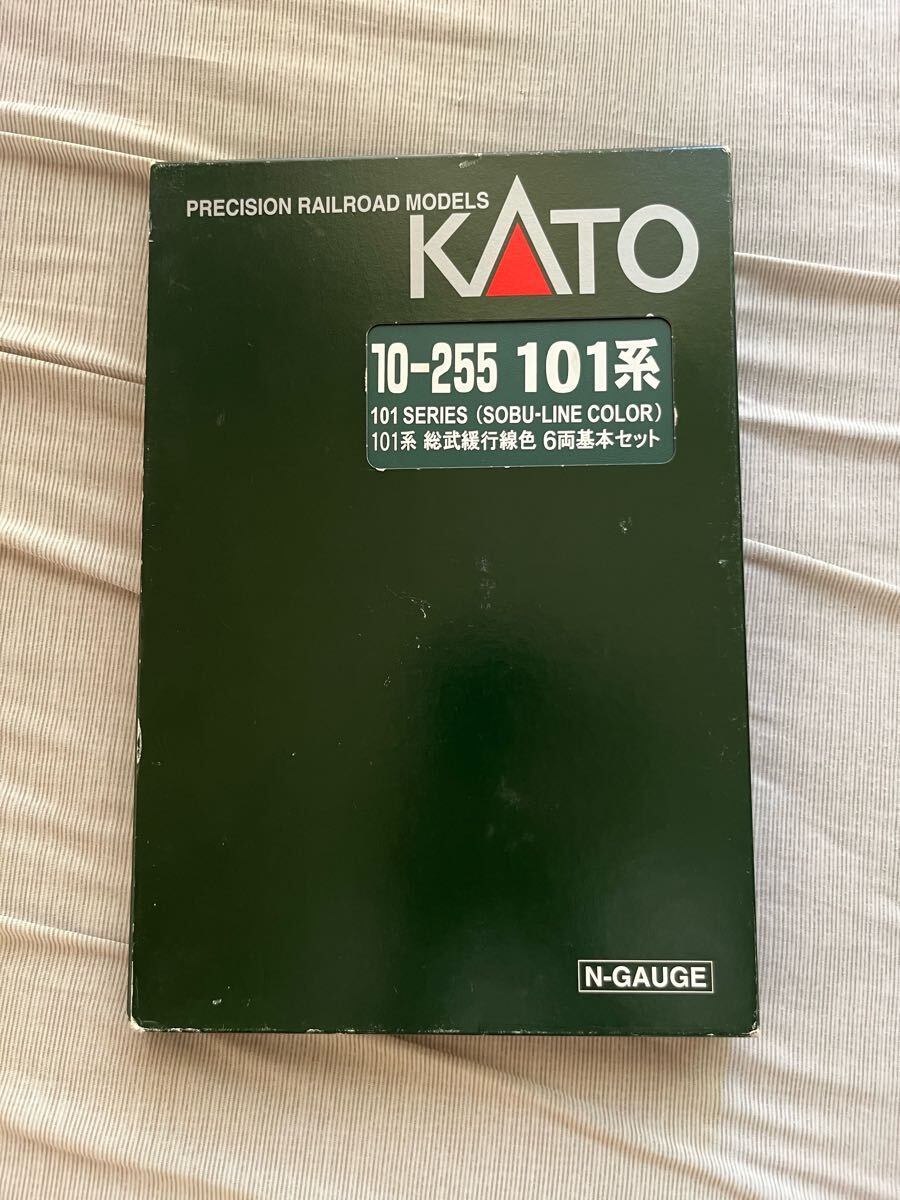 PRECISION RAILROAD MODELS
KATO
10-255 101系
101 SERIES (SOBU-LINE COLOR)
101系 総武緩行線色 6両基本セット
N-GAUGE